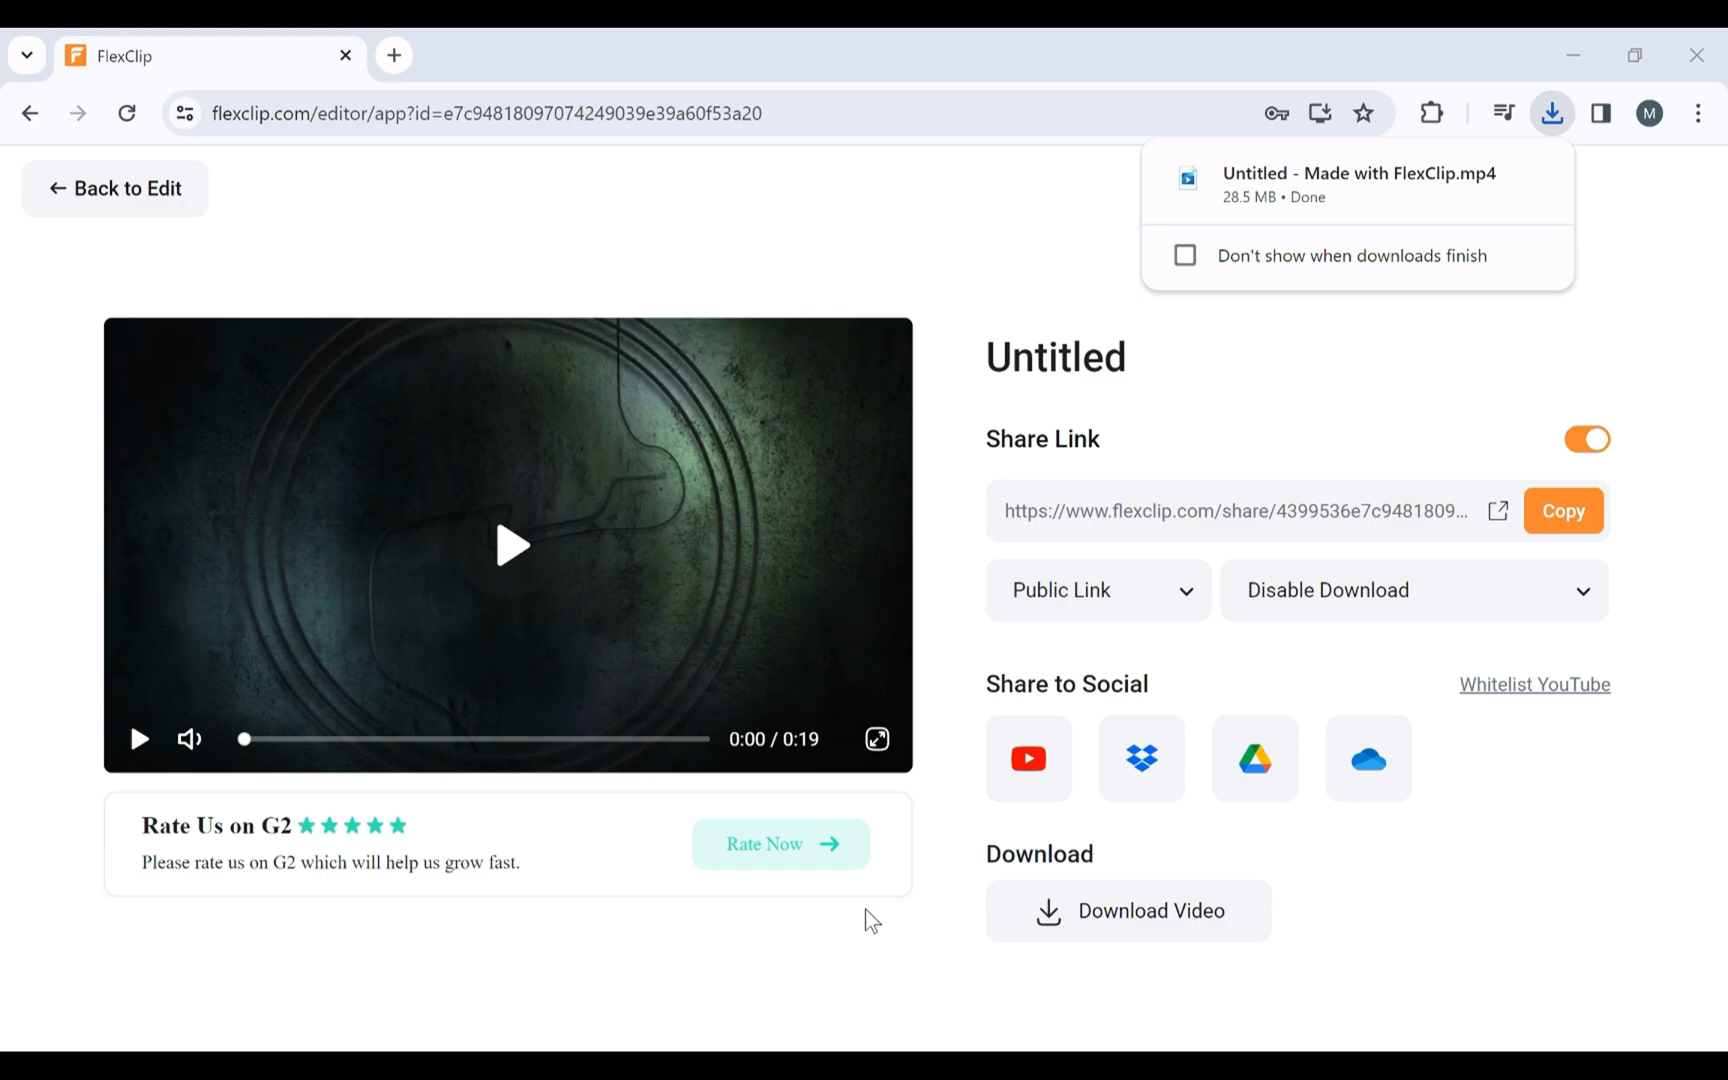 FlexClip
flexclip.com/editor/app?id=e7c94818097074249039e39a60f53a20
M
Untitled - Made with FlexClip.mp4
28.5 MB • Done
Don't show when downloads finish
← Back to Edit
Untitled
Share Link
https://www.flexclip.com/share/4399536e7c9481809...
Copy
Public Link
Disable Download
Share to Social
Whitelist YouTube
0:00 / 0:19
Rate Us on G2
Please rate us on G2 which will help us grow fast.
Rate Now →
Download
Download Video